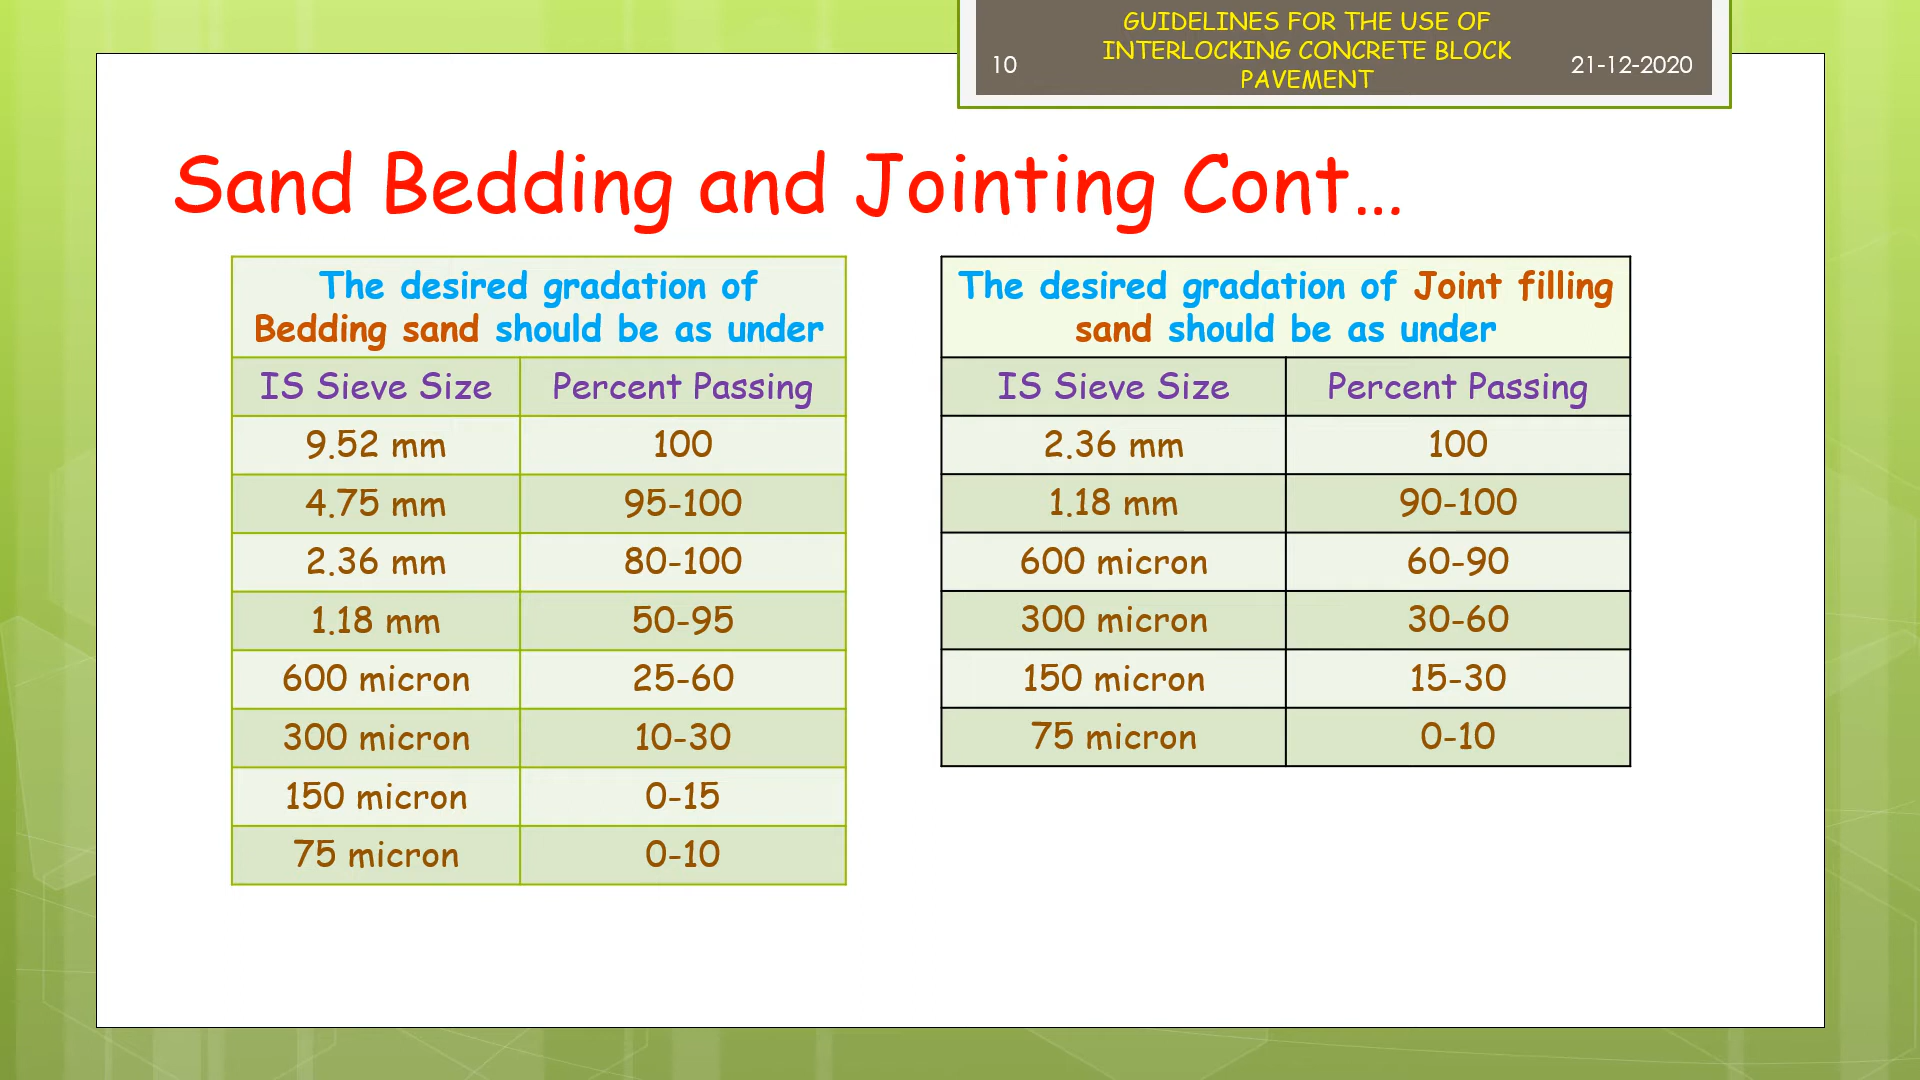 10
GUIDELINES FOR THE USE OF
INTERLOCKING CONCRETE BLOCK
PAVEMENT
21-12-2020
Sand Bedding and Jointing Cont...
The desired gradation of
Bedding sand should be as under
IS Sieve Size Percent Passing
9.52 mm 100
4.75 mm 95-100
2.36 mm 80-100
1.18 mm 50-95
600 micron 25-60
300 micron 10-30
150 micron 0-15
75 micron 0-10
The desired gradation of Joint filling
sand should be as under
IS Sieve Size Percent Passing
2.36 mm 100
1.18 mm 90-100
600 micron 60-90
300 micron 30-60
150 micron 15-30
75 micron 0-10